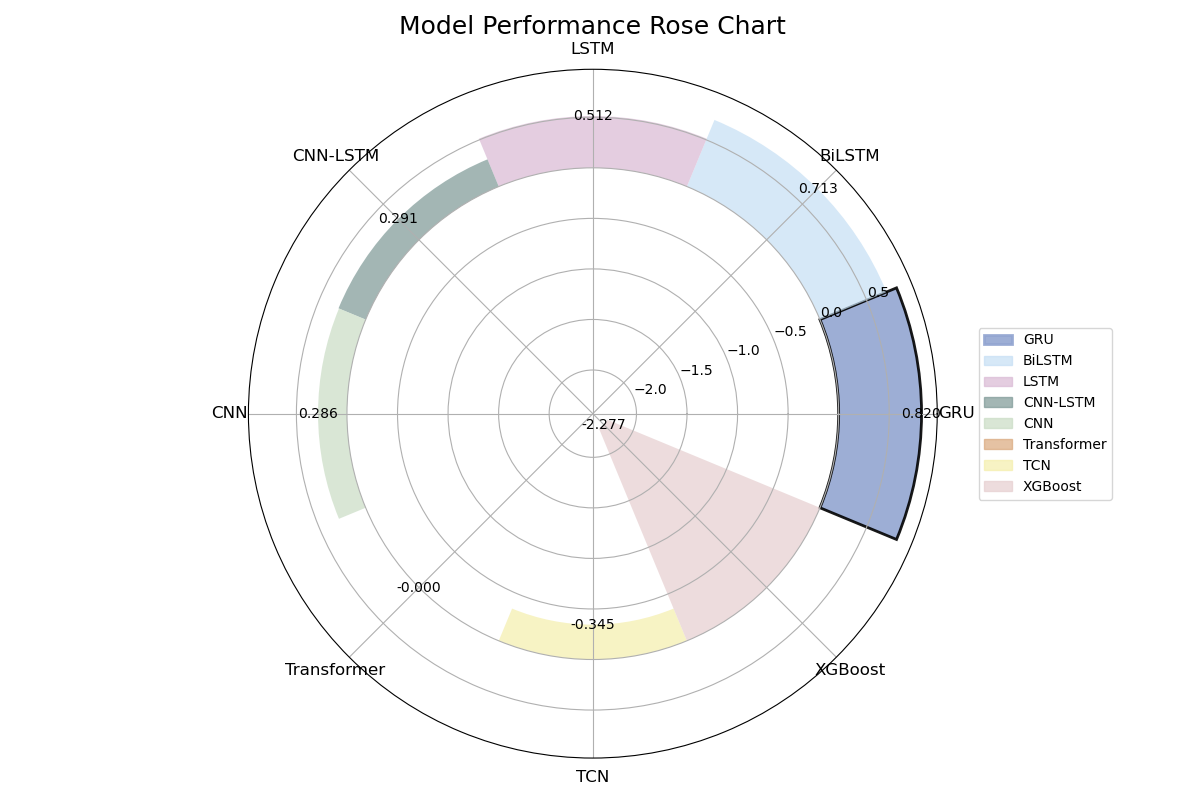 Model Performance Rose Chart
LSTM
0.512
CNN-LSTM
BiLSTM
0.713
0.291
0.5
0.0
−0.5
−1.0
−1.5
−2.0
CNN
0.286
-2.277
0.820
GRU
-0.000
-0.345
Transformer
XGBoost
TCN
GRU
BiLSTM
LSTM
CNN-LSTM
CNN
Transformer
TCN
XGBoost